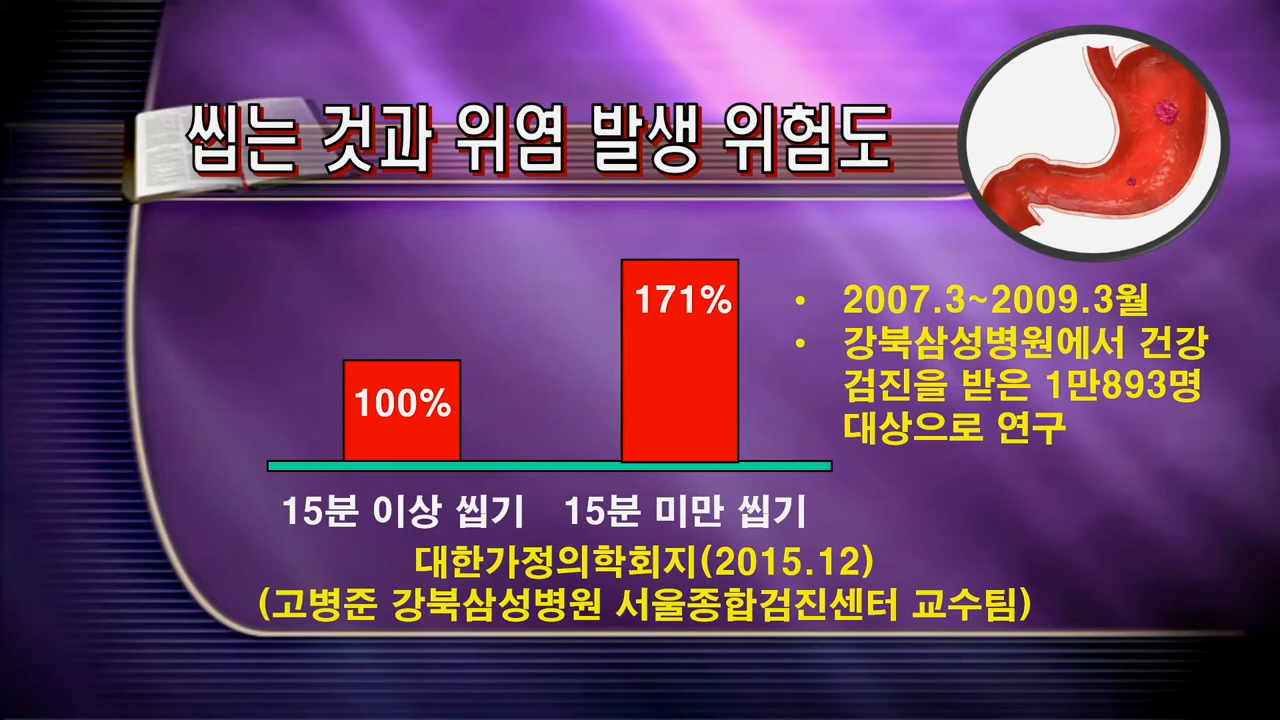 씹는 것과 위염 발생 위험도
171%
100%
• 2007.3~2009.3월
• 강북삼성병원에서 건강
검진을 받은 1만893명
대상으로 연구
15분 이상 씹기 15분 미만 씹기
대한가정의학회지(2015.12)
(고병준 강북삼성병원 서울종합검진센터 교수팀)